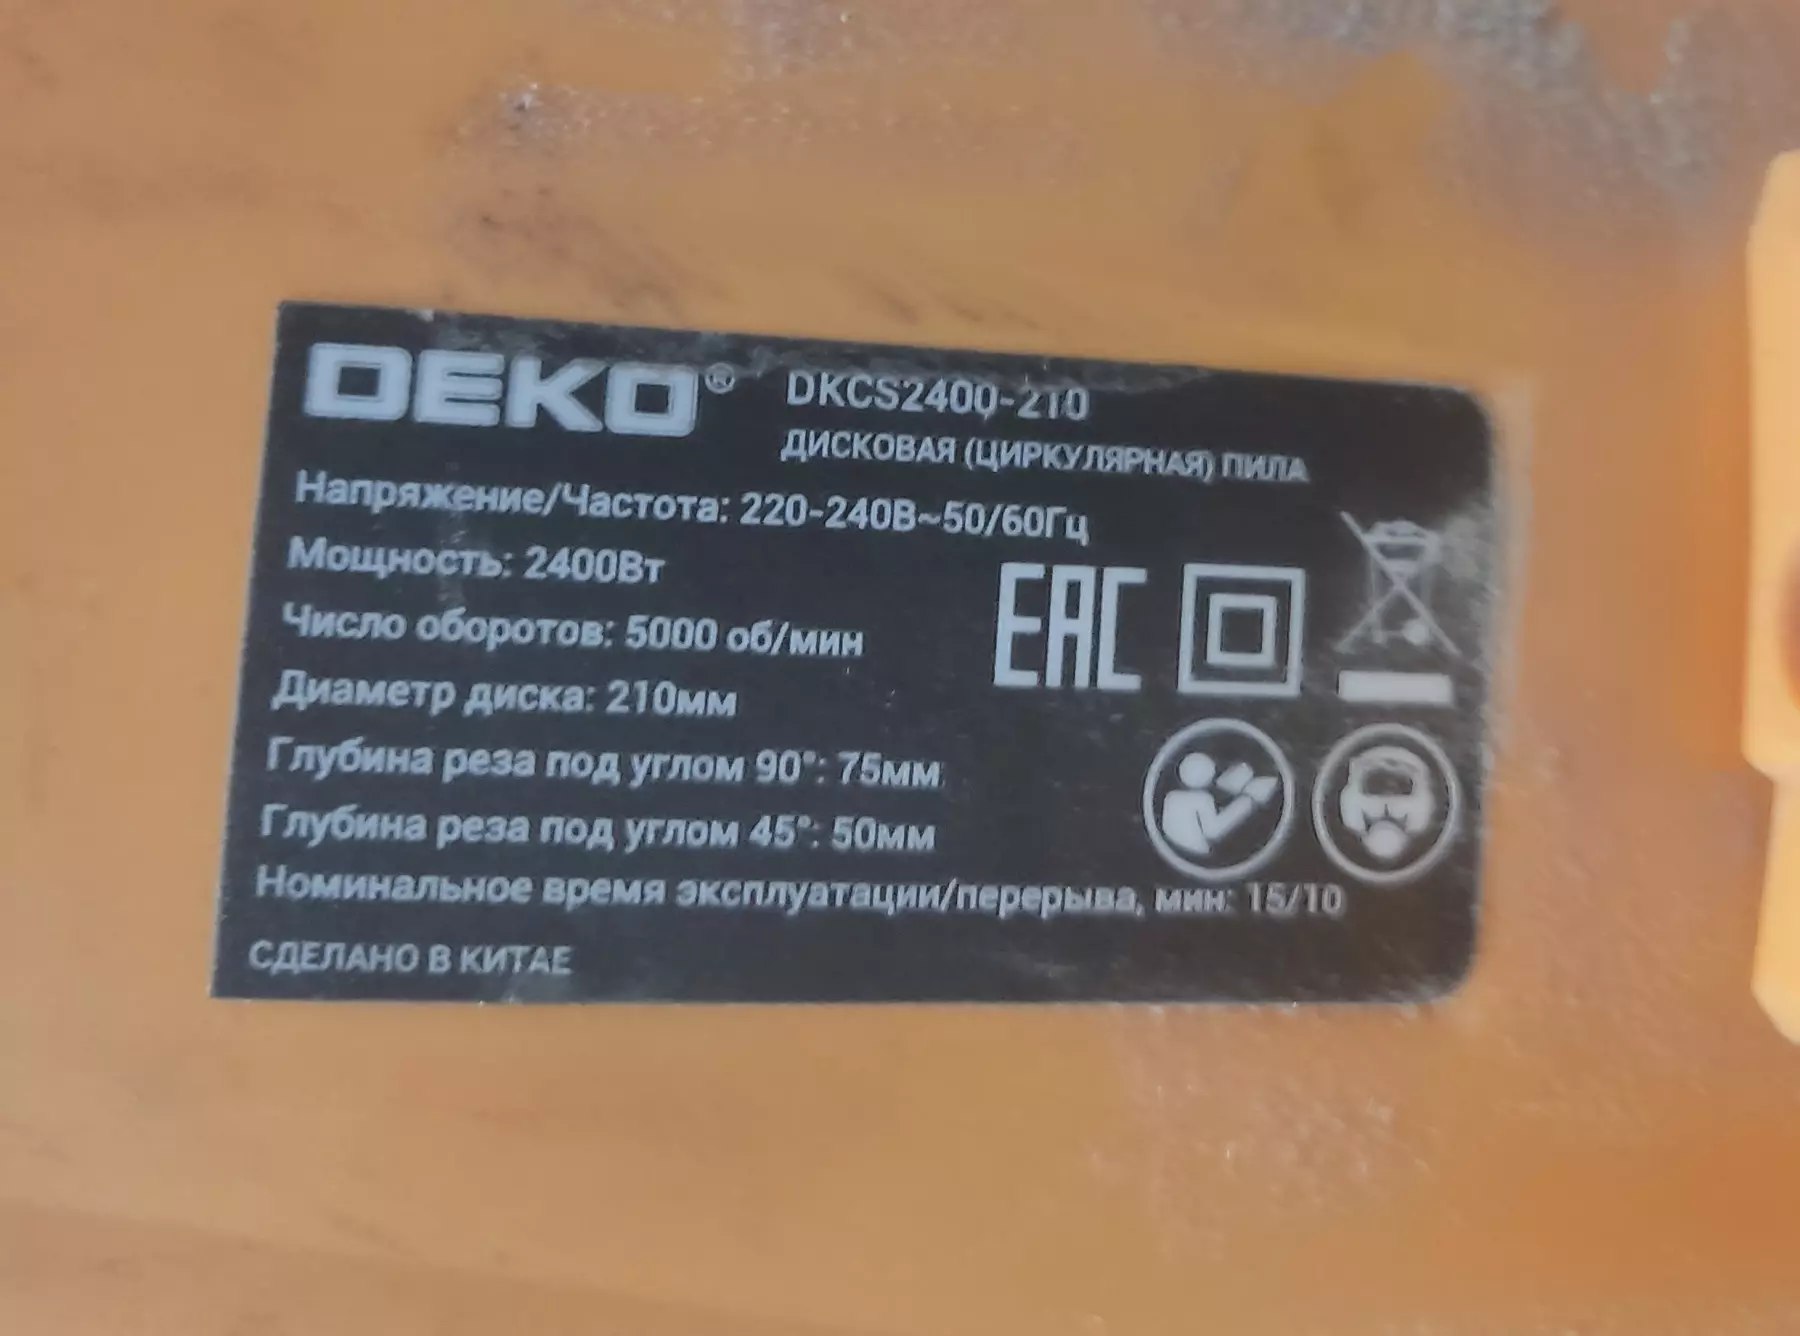 DEKO® DKCS2400-210
ДИСКОВАЯ (ЦИРКУЛЯРНАЯ) ПИЛА
Напряжение/Частота: 220-240В~50/60Гц
Мощность: 2400Вт
Число оборотов: 5000 об/мин
EAC
Диаметр диска: 210мм
Глубина реза под углом 90°: 75мм
Глубина реза под углом 45°: 50мм
Номинальное время эксплуатации/перерыва, мин: 15/10
СДЕЛАНО В КИТАЕ